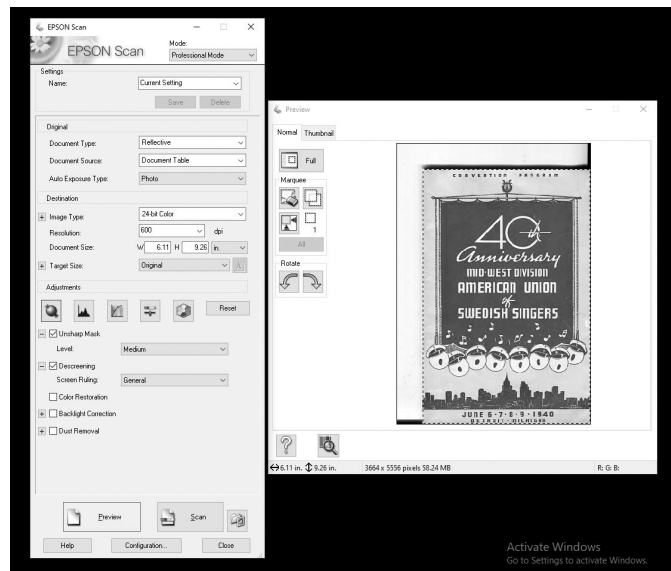 EPSON Scan
EPSON Scan
Mode:
Professional Mode
Settings
Name:
Current Setting
Save
Delete
Original
Document Type:
Reflective
Document Source:
Document Table
Auto Exposure Type:
Photo
Destination
Image Type:
24-bit Color
Resolution:
600
dpi
Document Size:
W 6.11 H 9.26 in.
Target Size:
Original
Adjustments
Reset
Unsharp Mask
Level:
Medium
Descreening
Screen Ruling:
General
Color Restoration
Backlight Correction
Dust Removal
Preview
Scan
Help
Configuration...
Close
Preview
Normal
Thumbnail
Full
Marquee
1
All
Rotate
CONVENTION PROGRAM
40th
Anniversary
MID-WEST DIVISION
AMERICAN UNION
of
SWEDISH SINGERS
JUNE 6-7-8-9-1940
DETROIT-MICHIGAN
6.11 in. 9.26 in.
3664 x 5556 pixels 58.24 MB
R: G: B:
Activate Windows
Go to Settings to activate Windows.